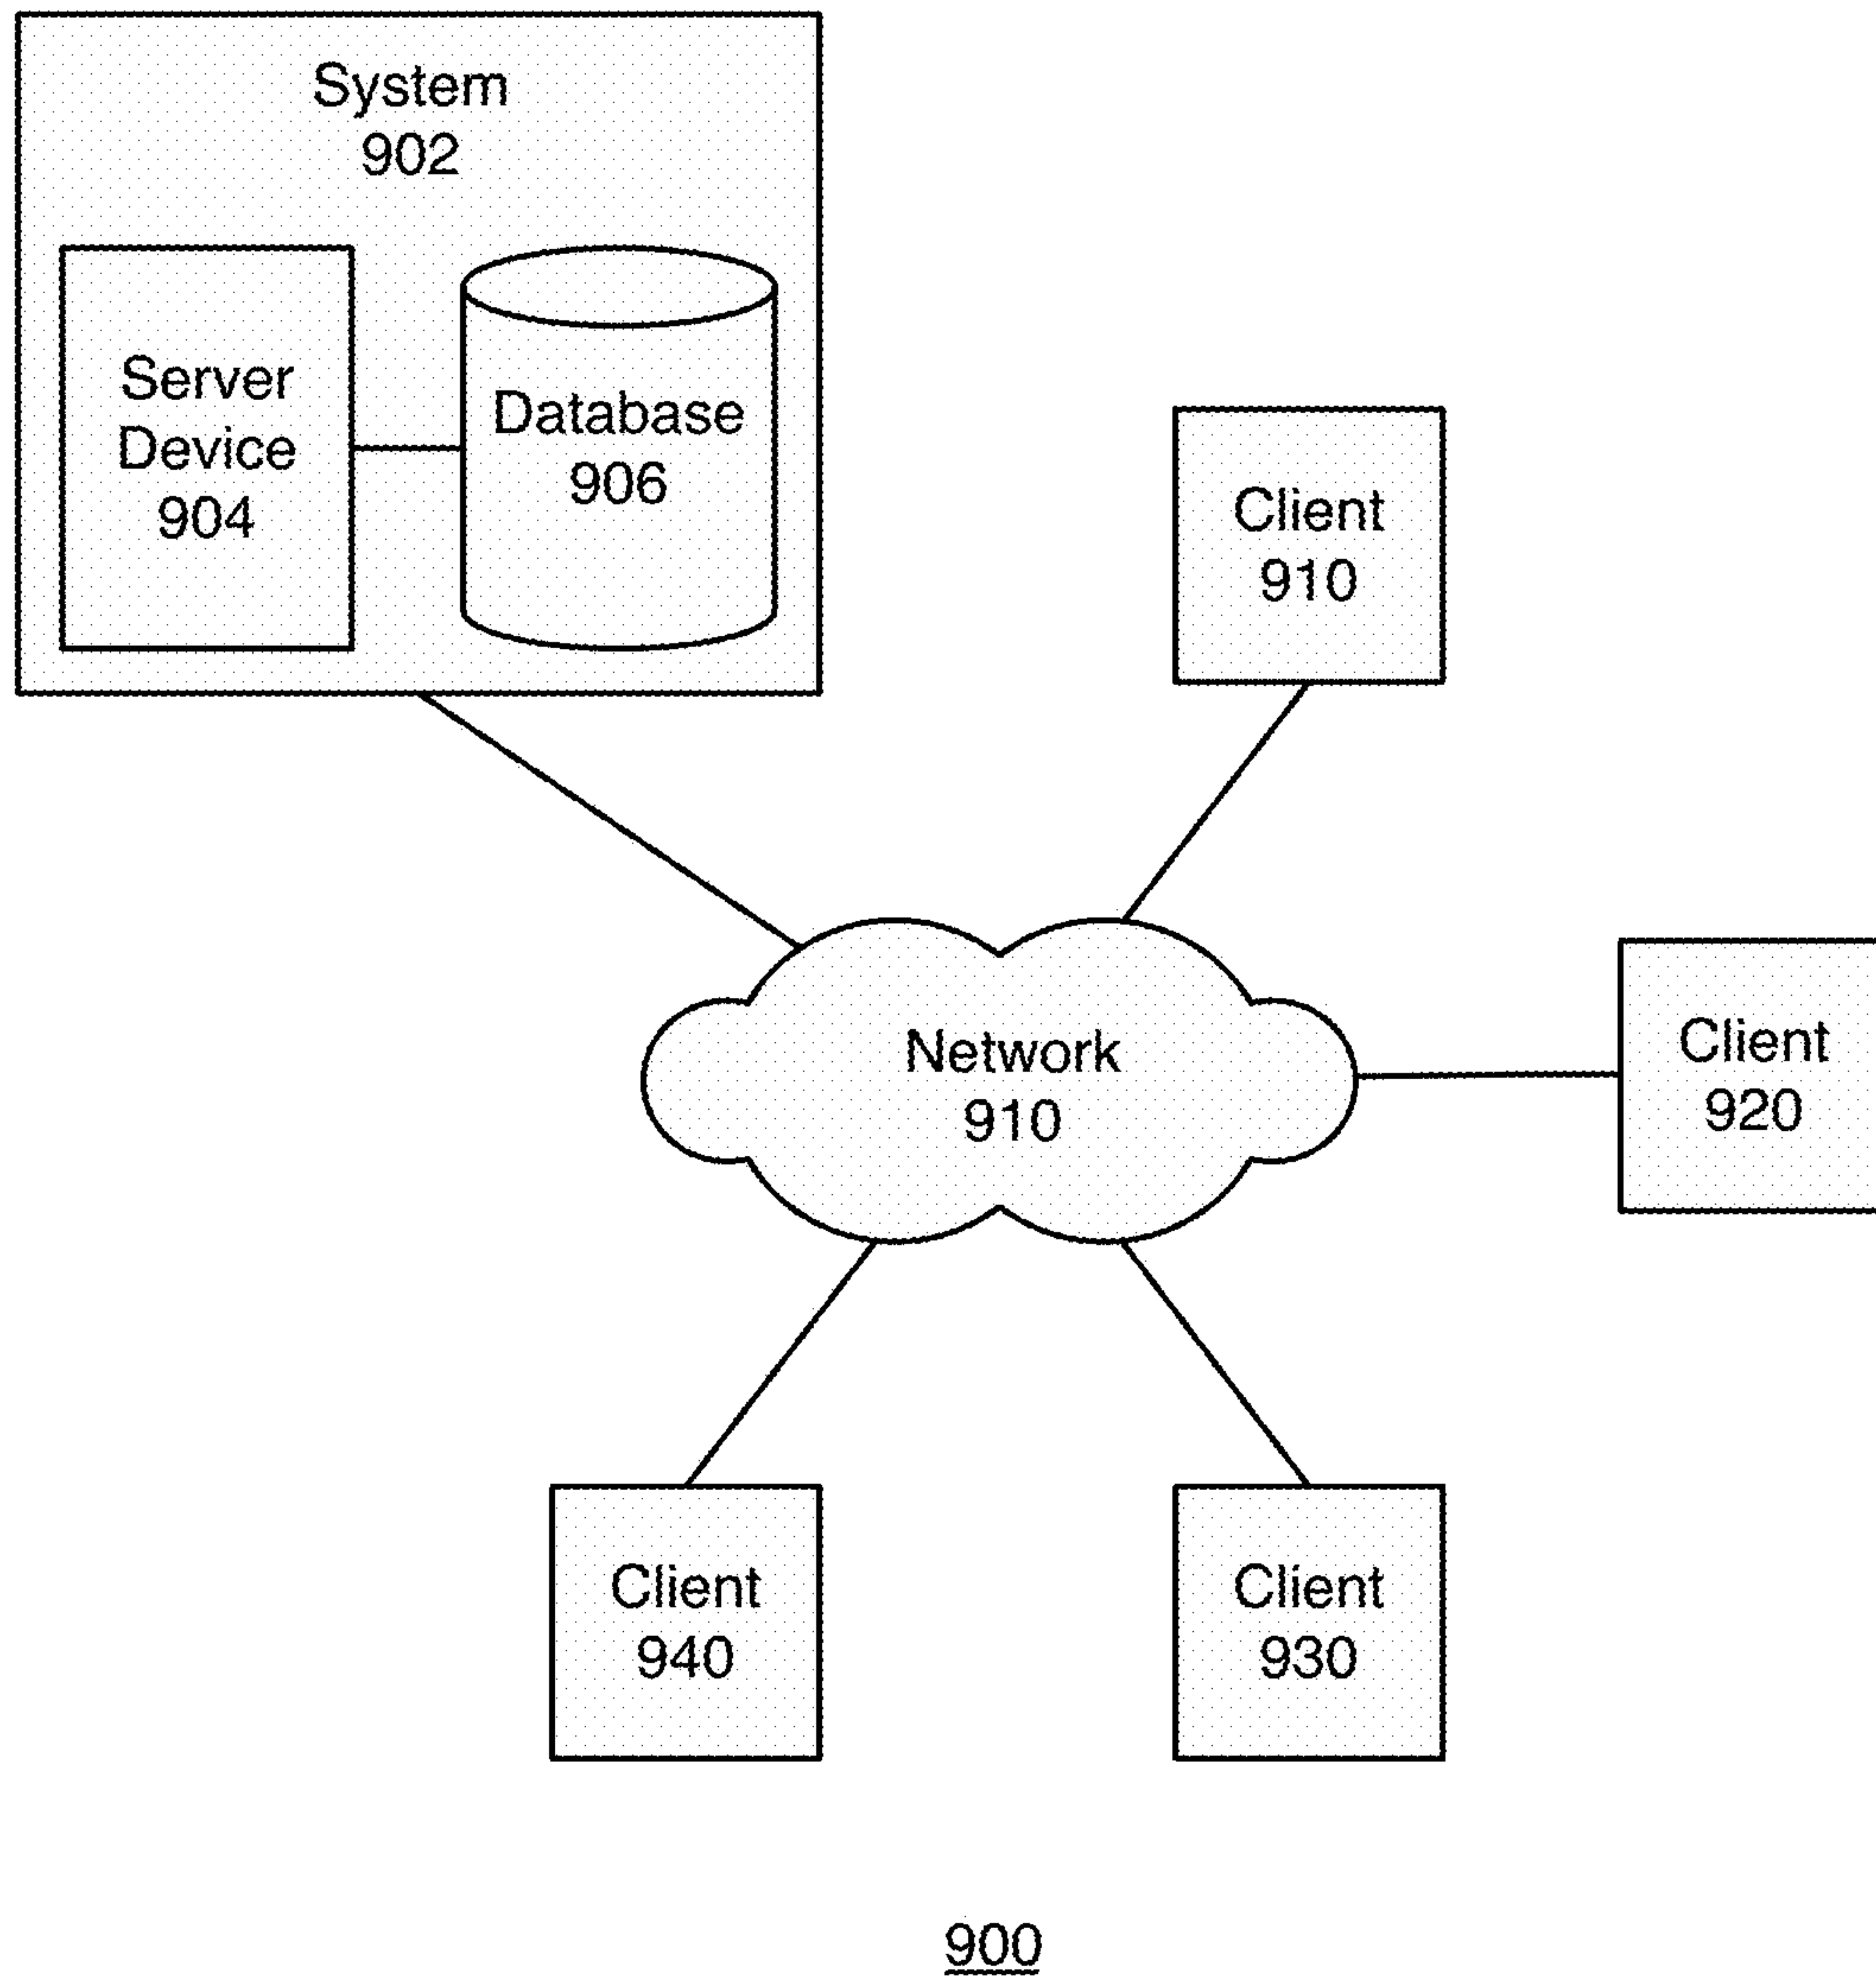 System
902
Server
Device
904
Database
906
Client
910
Network
910
Client
920
Client
940
Client
930
900